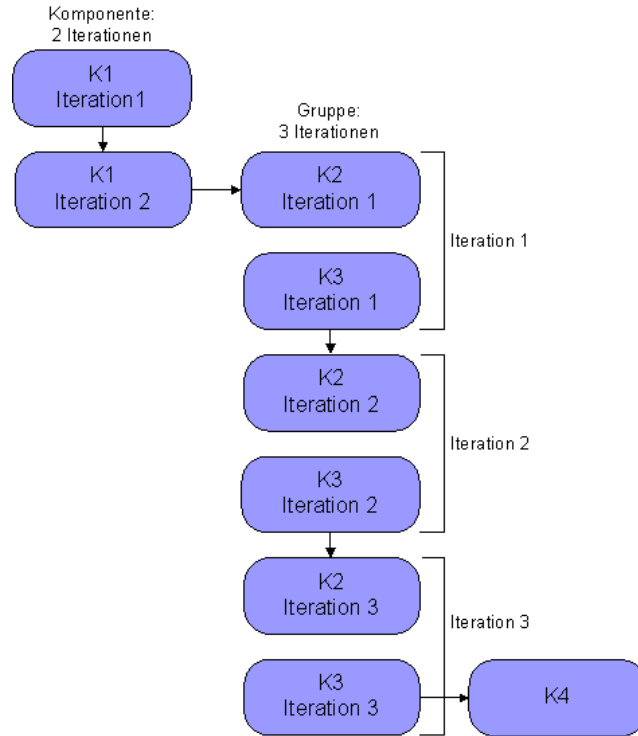 Komponente:
2 Iterationen
K1
Iteration1
Gruppe:
3 Iterationen
K1
Iteration 2
K2
Iteration 1
Iteration 1
K3
Iteration 1
K2
Iteration 2
Iteration 2
K3
Iteration 2
K2
Iteration 3
Iteration 3
K3
Iteration 3
K4